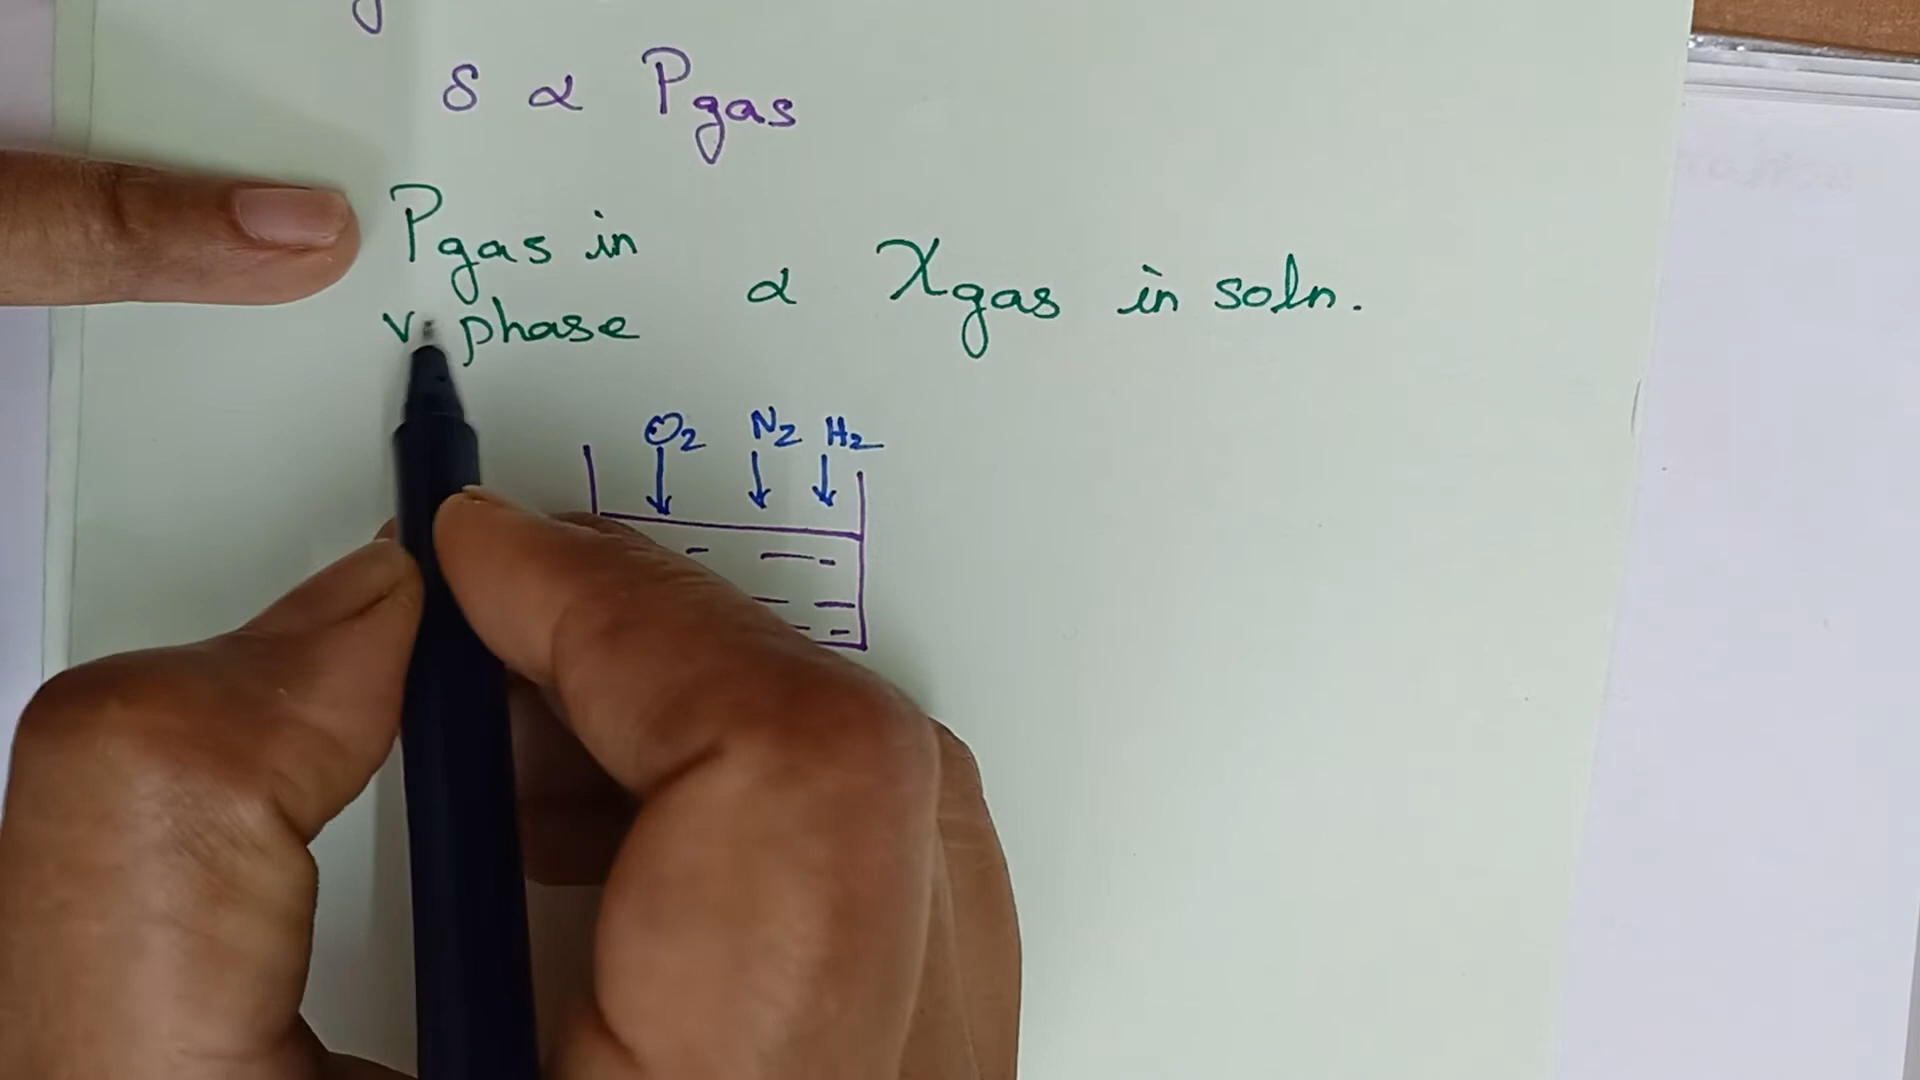 S α Pgas
Pgas in
v. phase α Xgas in soln.
O2 N2 H2